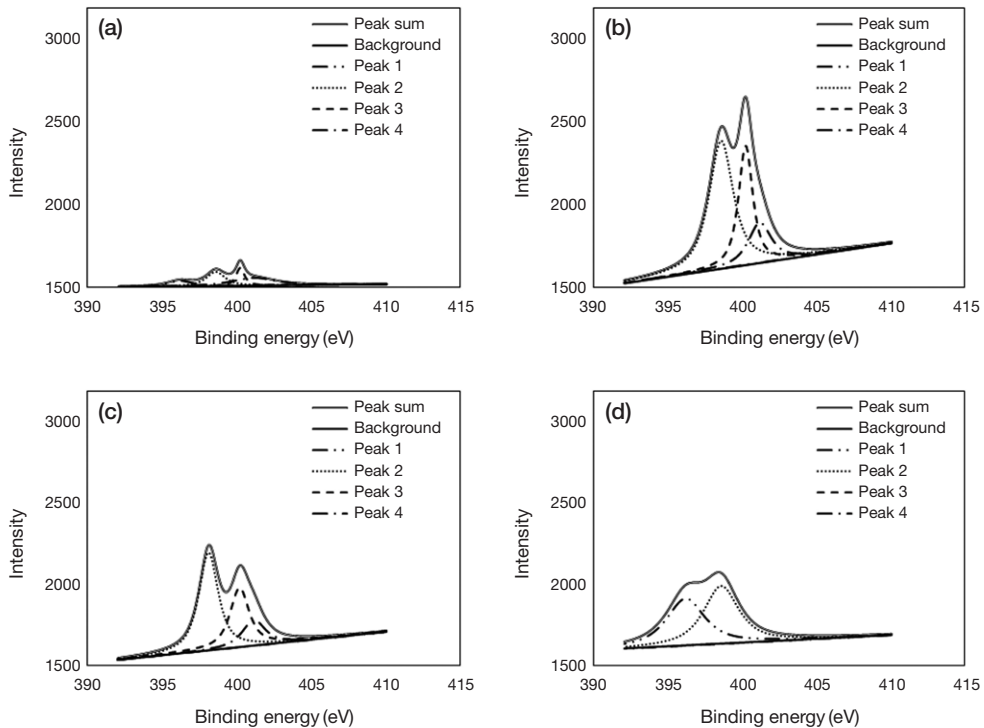 (a)
Peak sum
Background
Peak 1
Peak 2
Peak 3
Peak 4
3000
2500
2000
1500
Intensity
390 395 400 405 410 415
Binding energy (eV)
(b)
Peak sum
Background
Peak 1
Peak 2
Peak 3
Peak 4
3000
2500
2000
1500
Intensity
390 395 400 405 410 415
Binding energy (eV)
(c)
Peak sum
Background
Peak 1
Peak 2
Peak 3
Peak 4
3000
2500
2000
1500
Intensity
390 395 400 405 410 415
Binding energy (eV)
(d)
Peak sum
Background
Peak 1
Peak 2
Peak 3
Peak 4
3000
2500
2000
1500
Intensity
390 395 400 405 410 415
Binding energy (eV)